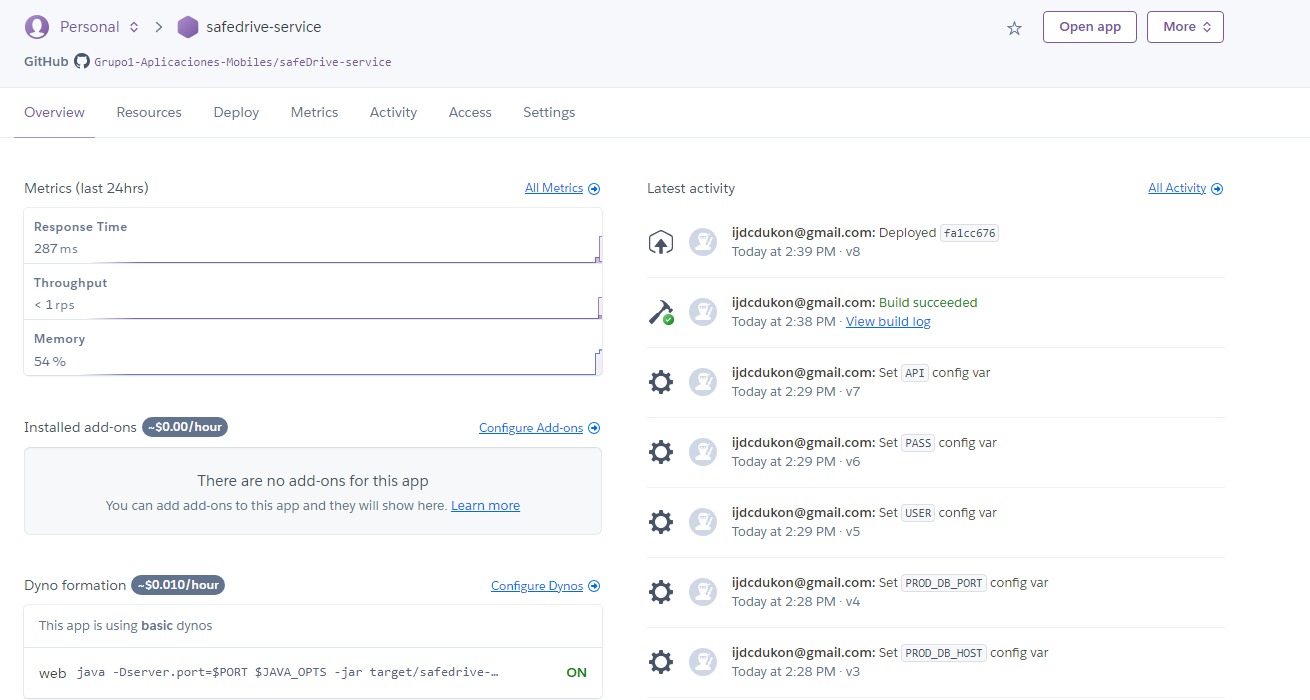 Personal safedrive-service
Open app
More
GitHub Grupo1-Aplicaciones-Mobiles/safeDrive-service
Overview Resources Deploy Metrics Activity Access Settings
Metrics (last 24hrs)
All Metrics
Response Time
287 ms
Throughput
< 1 rps
Memory
54 %
Installed add-ons ~$0.00/hour
Configure Add-ons
There are no add-ons for this app
You can add add-ons to this app and they will show here. Learn more
Dyno formation ~$0.010/hour
Configure Dynos
This app is using basic dynos
web java -Dserver.port=$PORT $JAVA_OPTS -jar target/safedrive-… ON
Latest activity
All Activity
ijdcdukon@gmail.com: Deployed fa1cc676
Today at 2:39 PM · v8
ijdcdukon@gmail.com: Build succeeded
Today at 2:38 PM · View build log
ijdcdukon@gmail.com: Set API config var
Today at 2:29 PM · v7
ijdcdukon@gmail.com: Set PASS config var
Today at 2:29 PM · v6
ijdcdukon@gmail.com: Set USER config var
Today at 2:29 PM · v5
ijdcdukon@gmail.com: Set PROD_DB_PORT config var
Today at 2:28 PM · v4
ijdcdukon@gmail.com: Set PROD_DB_HOST config var
Today at 2:28 PM · v3